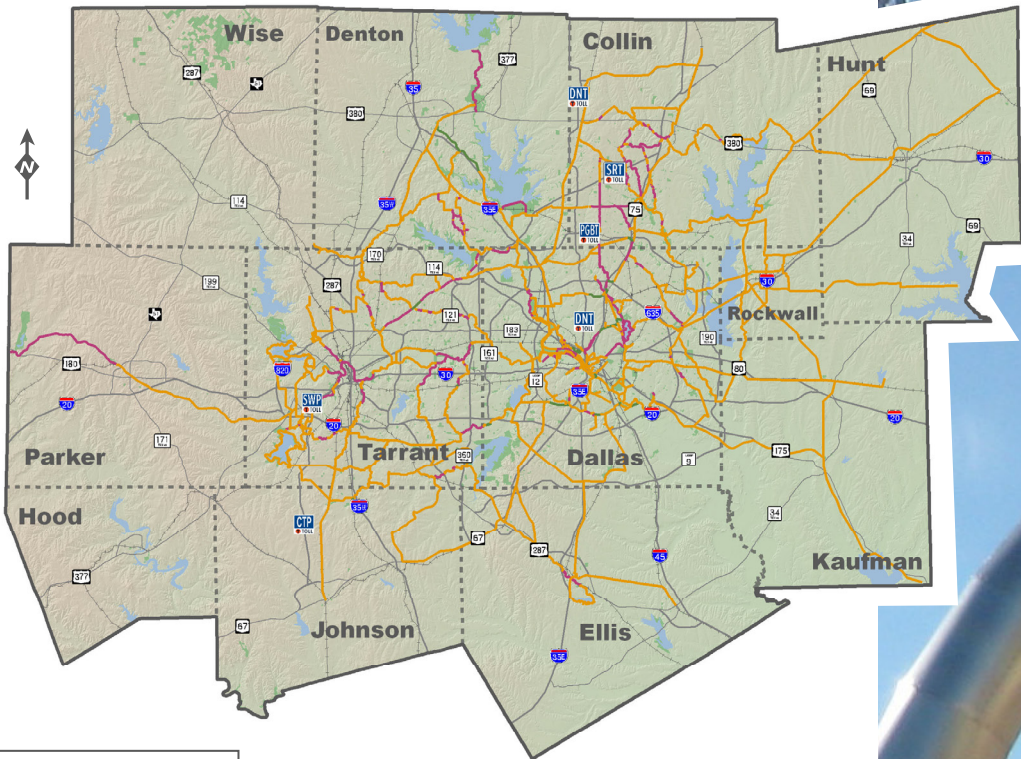 Wise
Denton
377
Collin
287
Hunt
35
69
DNT
TOLL
380
380
SRT
TOLL
30
114
35W
35E
75
69
PGBT
TOLL
34
170
114
199
287
30
121
DNT
TOLL
635
Rockwall
183
190
161
180
820
30
LOOP
12
80
35E
20
SWP
TOLL
20
20
20
171
Parker
Tarrant
360
Dallas
LOOP
9
175
Hood
35W
34
CTP
TOLL
67
287
45
Kaufman
377
67
Johnson
Ellis
35E
N